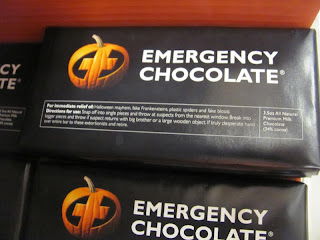 EMERGENCY
CHOCOLATE®
For immediate relief of: Halloween mayhem, fake Frankensteins, plastic spiders and fake blood.
Directions for use: Snap off into single pieces and throw at suspects from the nearest window. Break into
bigger pieces and throw if suspect returns with big brother or a large wooden object. If truly desperate hand
over entire bar to these extortionists and retire.
3.5ozs All Natural
Premium Milk
Chocolate
(34% cocoa)
EMERGENCY
CHOCOLATE®